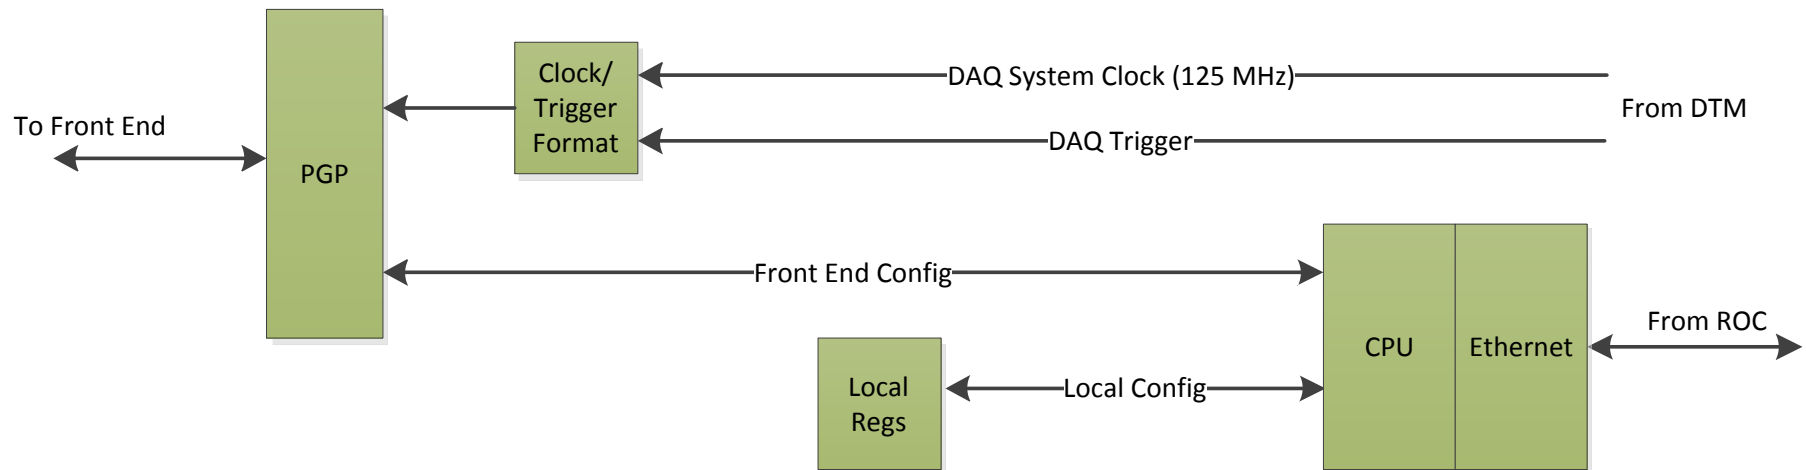 To Front End
PGP
Clock/
Trigger
Format
DAQ System Clock (125 MHz)
DAQ Trigger
From DTM
Front End Config
Local
Regs
Local Config
CPU
Ethernet
From ROC